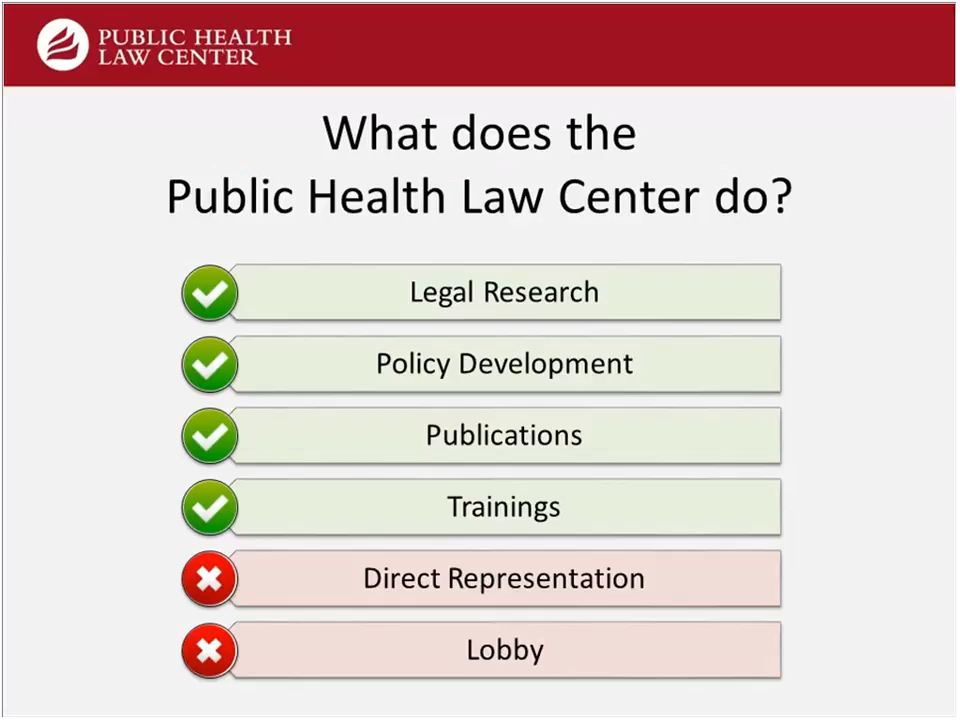 PUBLIC HEALTH
LAW CENTER
What does the
Public Health Law Center do?
Legal Research
Policy Development
Publications
Trainings
Direct Representation
Lobby